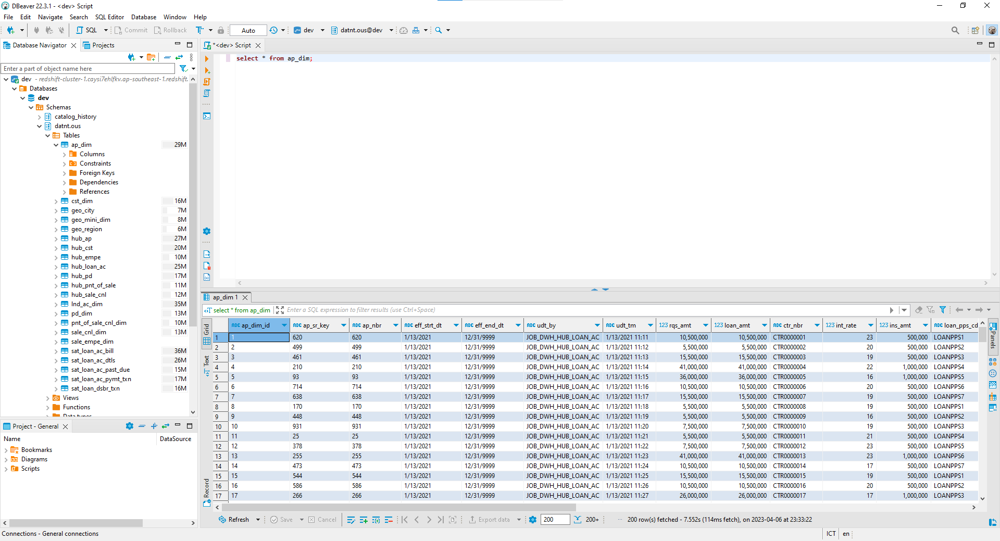 DBeaver 22.3.1 - <dev> Script
File Edit Navigate Search SQL Editor Database Window Help
SQL Commit Rollback Auto dev datnt.ous@dev
Database Navigator Projects
Enter a part of object name here
dev - redshift-cluster-1.caysi7ehlfkv.ap-southeast-1.redshift.
Databases
dev
Schemas
catalog_history
datnt.ous
Tables
ap_dim 29M
Columns
Constraints
Foreign Keys
Dependencies
References
cst_dim 16M
geo_city 7M
geo_mini_dim 8M
geo_region 6M
hub_ap 27M
hub_cst 20M
hub_empe 10M
hub_loan_ac 25M
hub_pd 17M
hub_pnt_of_sale 11M
hub_sale_cnl 12M
lnd_ac_dim 35M
pd_dim 13M
pnt_of_sale_cnl_dim 10M
sale_cnl_dim 13M
sale_empe_dim
sat_loan_ac_bill 36M
sat_loan_ac_dtls 26M
sat_loan_ac_past_due 15M
sat_loan_ac_pymt_txn 17M
sat_loan_dsbr_txn 16M
Views
Functions
Data types
Project - General
Name DataSource
Bookmarks
Diagrams
Scripts
*<dev> Script
select * from ap_dim;
ap_dim 1
select * from ap_dim Enter a SQL expression to filter results (use Ctrl+Space)
Grid
Text
Record
Panels
ABC ap_dim_id ABC ap_sr_key ABC ap_nbr ABC eff_strt_dt ABC eff_end_dt ABC udt_by ABC udt_tm 123 rqs_amt 123 loan_amt ABC ctr_nbr 123 int_rate 123 ins_amt ABC loan_pps_cd
1 1 620 620 1/13/2021 12/31/9999 JOB_DWH_HUB_LOAN_AC 1/13/2021 11:11 10,500,000 10,500,000 CTR0000001 23 500,000 LOANPPS1
2 2 499 499 1/13/2021 12/31/9999 JOB_DWH_HUB_LOAN_AC 1/13/2021 11:12 5,500,000 5,500,000 CTR0000002 20 500,000 LOANPPS2
3 3 461 461 1/13/2021 12/31/9999 JOB_DWH_HUB_LOAN_AC 1/13/2021 11:13 15,500,000 15,500,000 CTR0000003 19 500,000 LOANPPS3
4 4 210 210 1/13/2021 12/31/9999 JOB_DWH_HUB_LOAN_AC 1/13/2021 11:14 41,000,000 41,000,000 CTR0000004 22 1,000,000 LOANPPS4
5 5 93 93 1/13/2021 12/31/9999 JOB_DWH_HUB_LOAN_AC 1/13/2021 11:15 36,000,000 36,000,000 CTR0000005 16 1,000,000 LOANPPS5
6 6 714 714 1/13/2021 12/31/9999 JOB_DWH_HUB_LOAN_AC 1/13/2021 11:16 10,500,000 10,500,000 CTR0000006 20 500,000 LOANPPS6
7 7 638 638 1/13/2021 12/31/9999 JOB_DWH_HUB_LOAN_AC 1/13/2021 11:17 15,500,000 15,500,000 CTR0000007 19 500,000 LOANPPS7
8 8 170 170 1/13/2021 12/31/9999 JOB_DWH_HUB_LOAN_AC 1/13/2021 11:18 5,500,000 5,500,000 CTR0000008 19 500,000 LOANPPS1
9 9 448 448 1/13/2021 12/31/9999 JOB_DWH_HUB_LOAN_AC 1/13/2021 11:19 5,500,000 5,500,000 CTR0000009 16 500,000 LOANPPS2
10 10 931 931 1/13/2021 12/31/9999 JOB_DWH_HUB_LOAN_AC 1/13/2021 11:20 7,500,000 7,500,000 CTR0000010 19 500,000 LOANPPS3
11 11 25 25 1/13/2021 12/31/9999 JOB_DWH_HUB_LOAN_AC 1/13/2021 11:21 5,500,000 5,500,000 CTR0000011 21 500,000 LOANPPS4
12 12 378 378 1/13/2021 12/31/9999 JOB_DWH_HUB_LOAN_AC 1/13/2021 11:22 7,500,000 7,500,000 CTR0000012 23 500,000 LOANPPS5
13 13 255 255 1/13/2021 12/31/9999 JOB_DWH_HUB_LOAN_AC 1/13/2021 11:23 41,000,000 41,000,000 CTR0000013 23 1,000,000 LOANPPS6
14 14 473 473 1/13/2021 12/31/9999 JOB_DWH_HUB_LOAN_AC 1/13/2021 11:24 10,500,000 10,500,000 CTR0000014 17 500,000 LOANPPS7
15 15 544 544 1/13/2021 12/31/9999 JOB_DWH_HUB_LOAN_AC 1/13/2021 11:25 15,500,000 15,500,000 CTR0000015 19 500,000 LOANPPS1
16 16 586 586 1/13/2021 12/31/9999 JOB_DWH_HUB_LOAN_AC 1/13/2021 11:26 10,500,000 10,500,000 CTR0000016 20 500,000 LOANPPS2
17 17 266 266 1/13/2021 12/31/9999 JOB_DWH_HUB_LOAN_AC 1/13/2021 11:27 26,000,000 26,000,000 CTR0000017 17 1,000,000 LOANPPS3
Refresh Save Cancel Export data 200 200+ 200 row(s) fetched - 7.552s (114ms fetch), on 2023-04-06 at 23:33:22
Connections - General connections ICT en